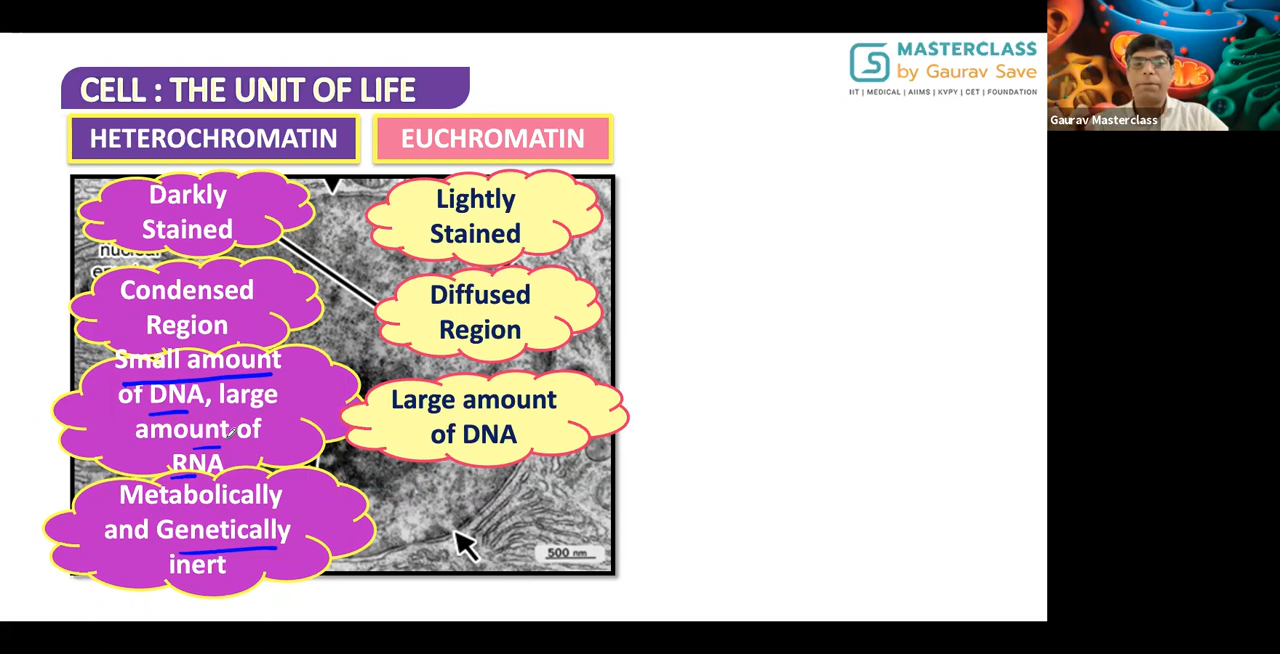 MASTERCLASS
by Gaurav Save
IIT | MEDICAL | AIIMS | KVPY | CET | FOUNDATION
Gaurav Masterclass
CELL : THE UNIT OF LIFE
HETEROCHROMATIN
EUCHROMATIN
Darkly
Stained
Lightly
Stained
Condensed
Region
Diffused
Region
Small amount
of DNA, large
amount of
RNA
Large amount
of DNA
Metabolically
and Genetically
inert
500 nm